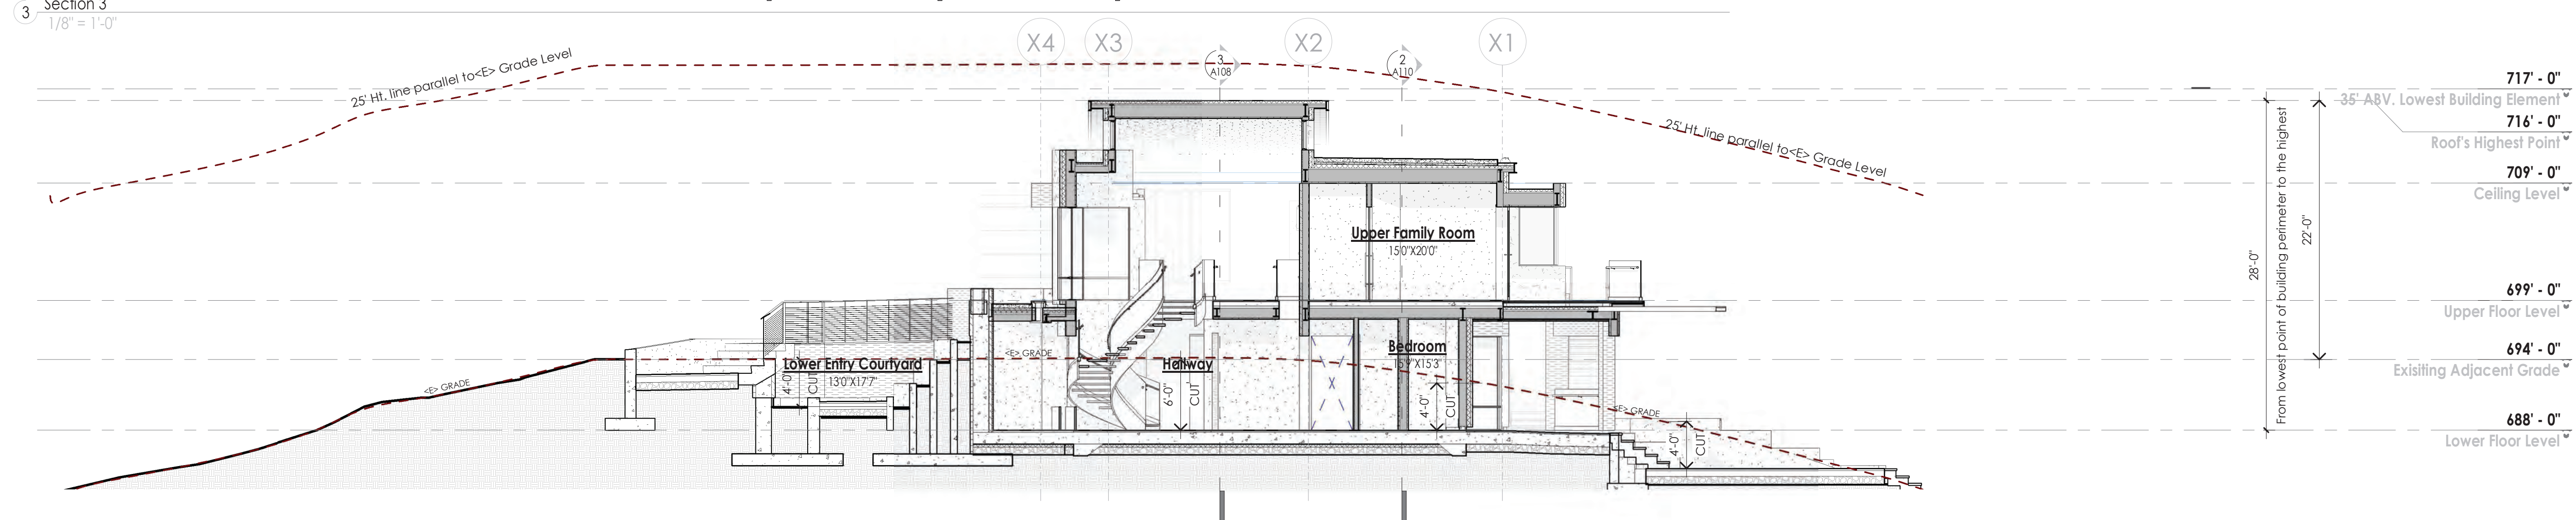 3 Section 3
1/8" = 1'-0"
X4 X3 X2 X1
3
A108
2
A110
25' Ht. line parallel to<E> Grade Level
25' Ht. line parallel to<E> Grade Level
717' - 0"
35' ABV. Lowest Building Element
716' - 0"
Roof's Highest Point
709' - 0"
Ceiling Level
699' - 0"
Upper Floor Level
694' - 0"
Exisiting Adjacent Grade
688' - 0"
Lower Floor Level
28'-0"
From lowest point of building perimeter to the highest
22'-0"
Upper Family Room
15'0"X20'0"
<E> GRADE
Lower Entry Courtyard
13'0"X17'7"
4'-0"
CUT
<E> GRADE
Hallway
6'-0"
CUT
Bedroom
15'9"X15'3"
4'-0"
CUT
<E> GRADE
4'-0"
CUT